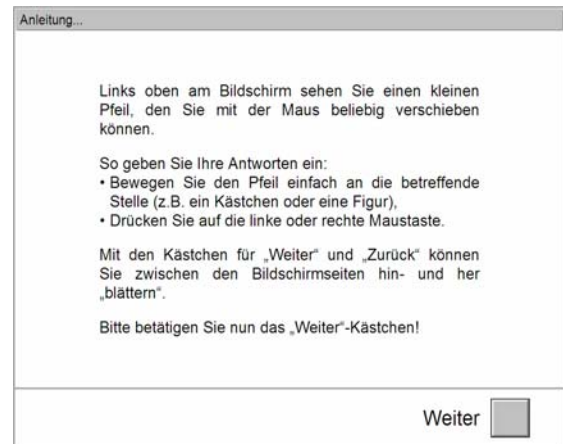 Anleitung...
Links oben am Bildschirm sehen Sie einen kleinen
Pfeil, den Sie mit der Maus beliebig verschieben
können.
So geben Sie Ihre Antworten ein:
• Bewegen Sie den Pfeil einfach an die betreffende
Stelle (z.B. ein Kästchen oder eine Figur),
• Drücken Sie auf die linke oder rechte Maustaste.
Mit den Kästchen für „Weiter“ und „Zurück“ können
Sie zwischen den Bildschirmseiten hin- und her
„blättern“.
Bitte betätigen Sie nun das „Weiter“-Kästchen!
Weiter